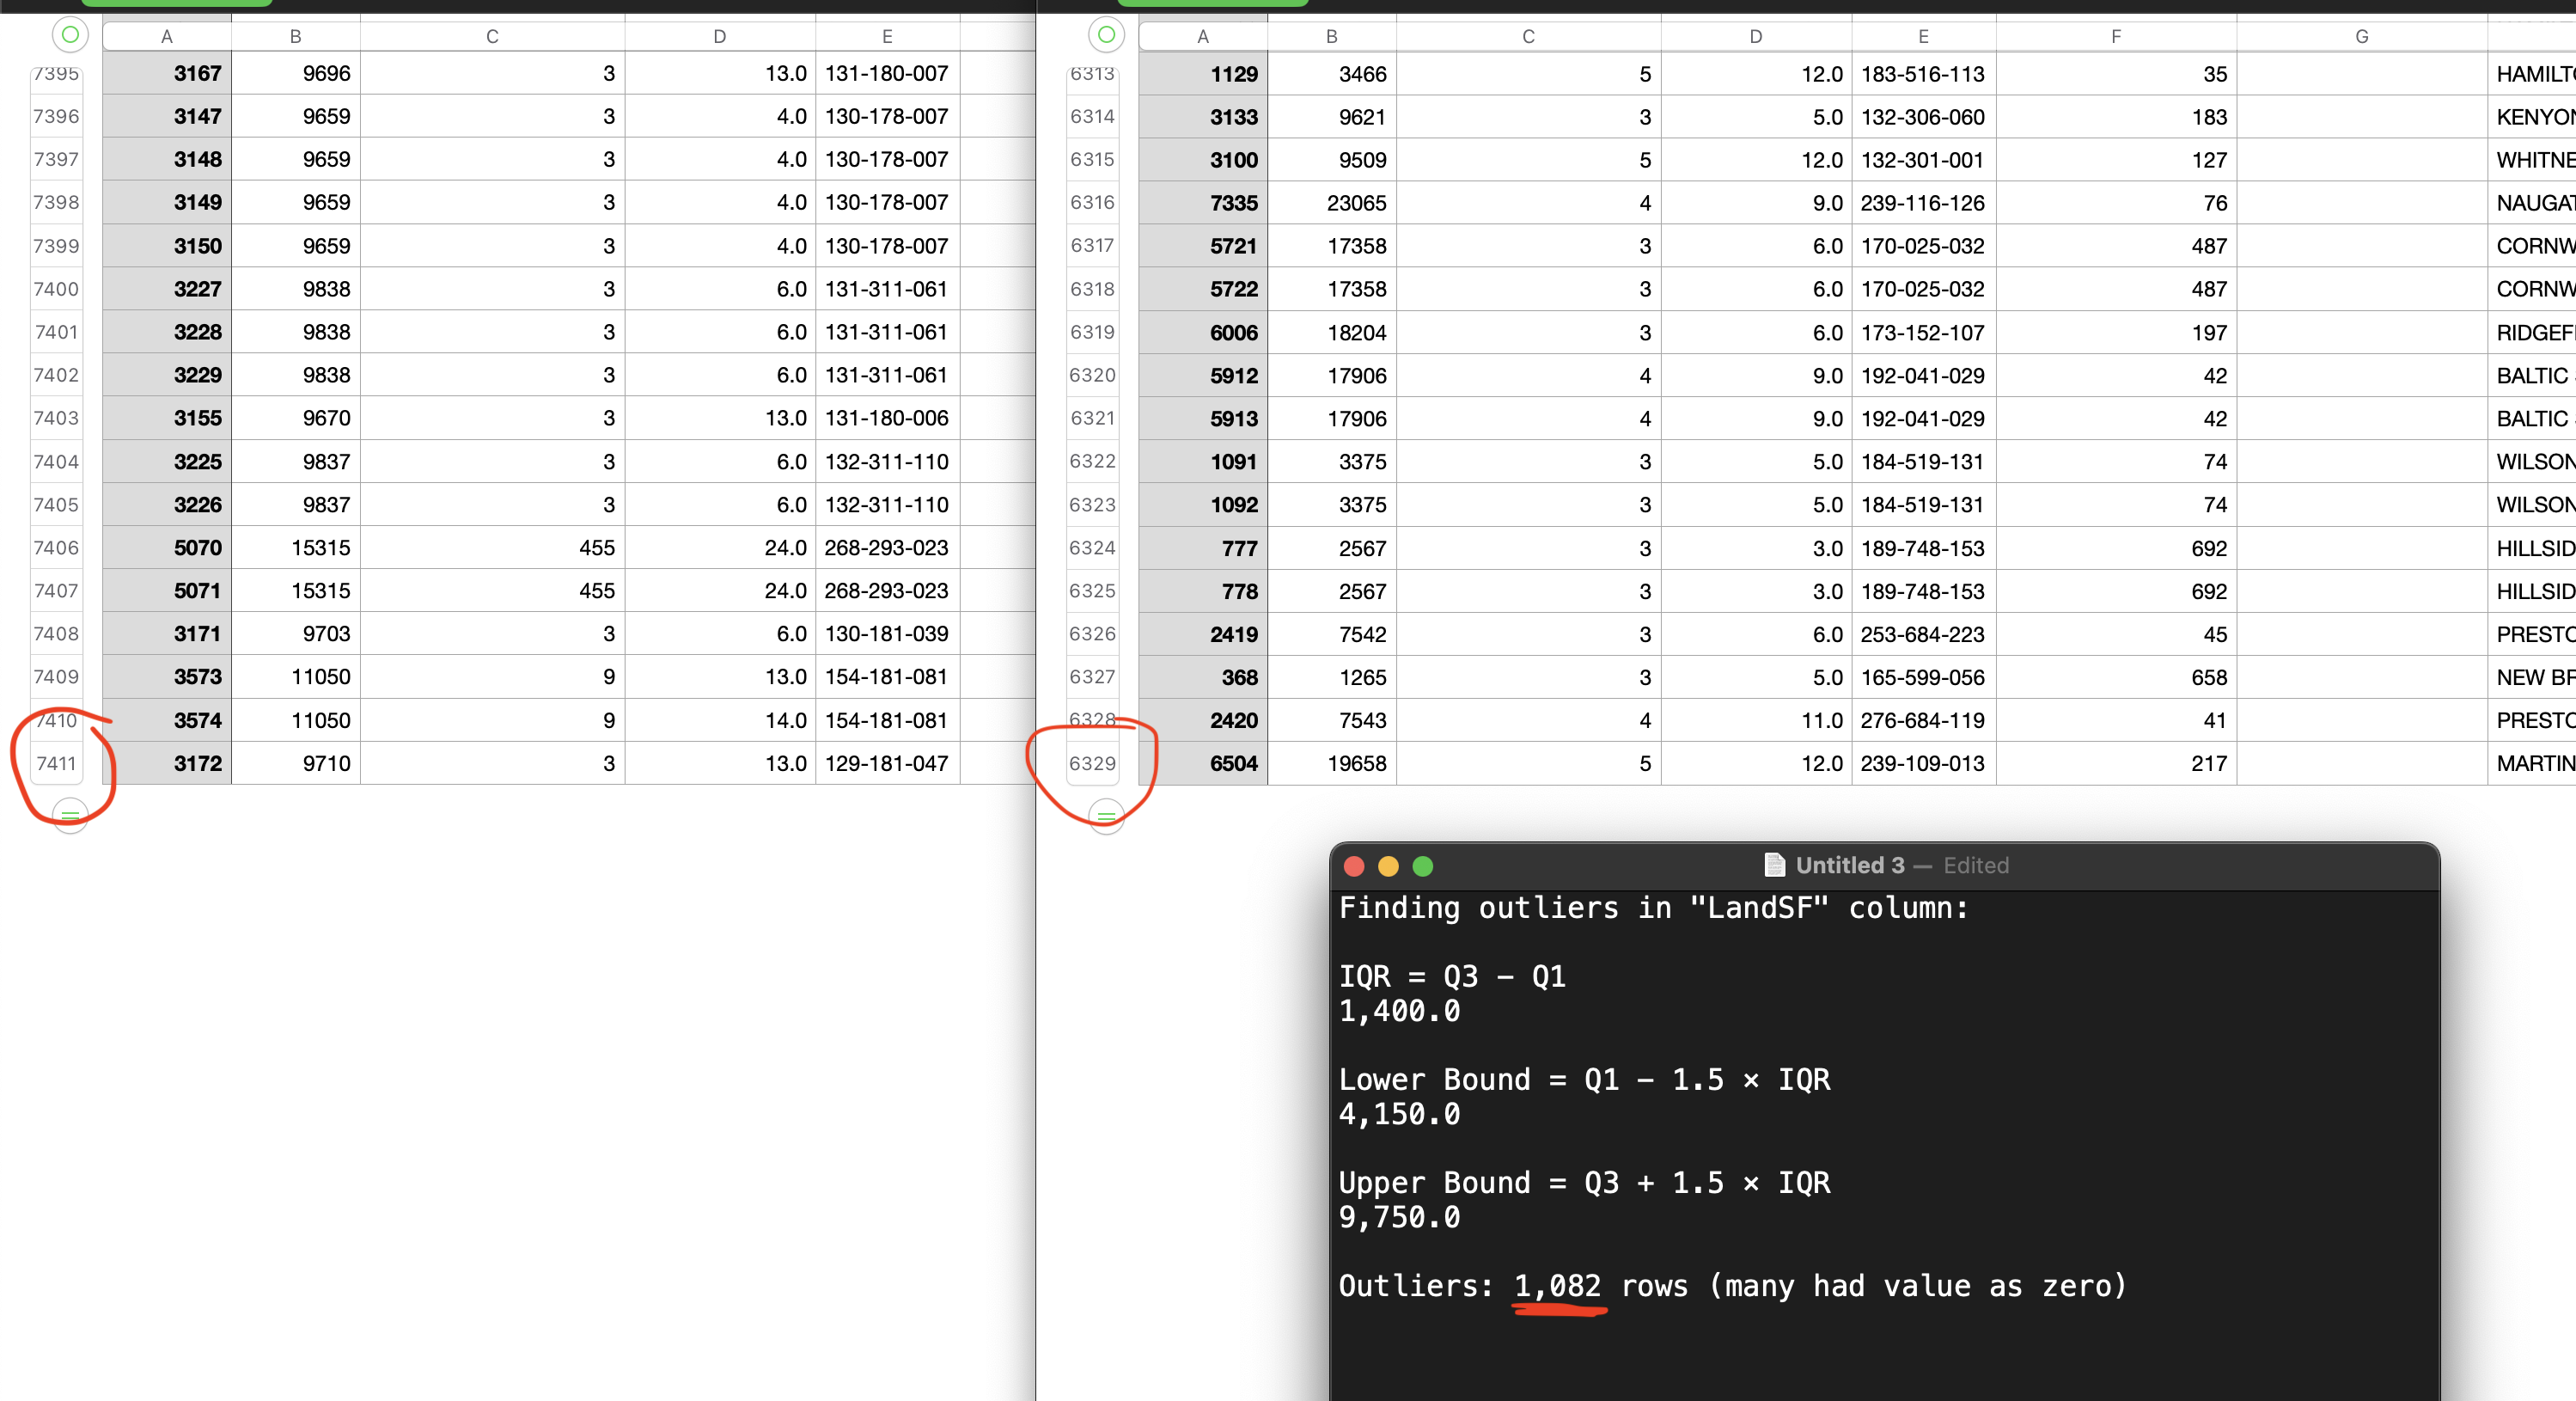 A B C D E
7395 3167 9696 3 13.0 131-180-007
7396 3147 9659 3 4.0 130-178-007
7397 3148 9659 3 4.0 130-178-007
7398 3149 9659 3 4.0 130-178-007
7399 3150 9659 3 4.0 130-178-007
7400 3227 9838 3 6.0 131-311-061
7401 3228 9838 3 6.0 131-311-061
7402 3229 9838 3 6.0 131-311-061
7403 3155 9670 3 13.0 131-180-006
7404 3225 9837 3 6.0 132-311-110
7405 3226 9837 3 6.0 132-311-110
7406 5070 15315 455 24.0 268-293-023
7407 5071 15315 455 24.0 268-293-023
7408 3171 9703 3 6.0 130-181-039
7409 3573 11050 9 13.0 154-181-081
7410 3574 11050 9 14.0 154-181-081
7411 3172 9710 3 13.0 129-181-047
A B C D E F G
6313 1129 3466 5 12.0 183-516-113 35 HAMILT
6314 3133 9621 3 5.0 132-306-060 183 KENYON
6315 3100 9509 5 12.0 132-301-001 127 WHITNE
6316 7335 23065 4 9.0 239-116-126 76 NAUGAT
6317 5721 17358 3 6.0 170-025-032 487 CORNW
6318 5722 17358 3 6.0 170-025-032 487 CORNW
6319 6006 18204 3 6.0 173-152-107 197 RIDGEF
6320 5912 17906 4 9.0 192-041-029 42 BALTIC
6321 5913 17906 4 9.0 192-041-029 42 BALTIC
6322 1091 3375 3 5.0 184-519-131 74 WILSON
6323 1092 3375 3 5.0 184-519-131 74 WILSON
6324 777 2567 3 3.0 189-748-153 692 HILLSID
6325 778 2567 3 3.0 189-748-153 692 HILLSID
6326 2419 7542 3 6.0 253-684-223 45 PRESTO
6327 368 1265 3 5.0 165-599-056 658 NEW BR
6328 2420 7543 4 11.0 276-684-119 41 PRESTO
6329 6504 19658 5 12.0 239-109-013 217 MARTIN
Untitled 3 — Edited
Finding outliers in "LandSF" column:
IQR = Q3 − Q1
1,400.0
Lower Bound = Q1 − 1.5 × IQR
4,150.0
Upper Bound = Q3 + 1.5 × IQR
9,750.0
Outliers: 1,082 rows (many had value as zero)